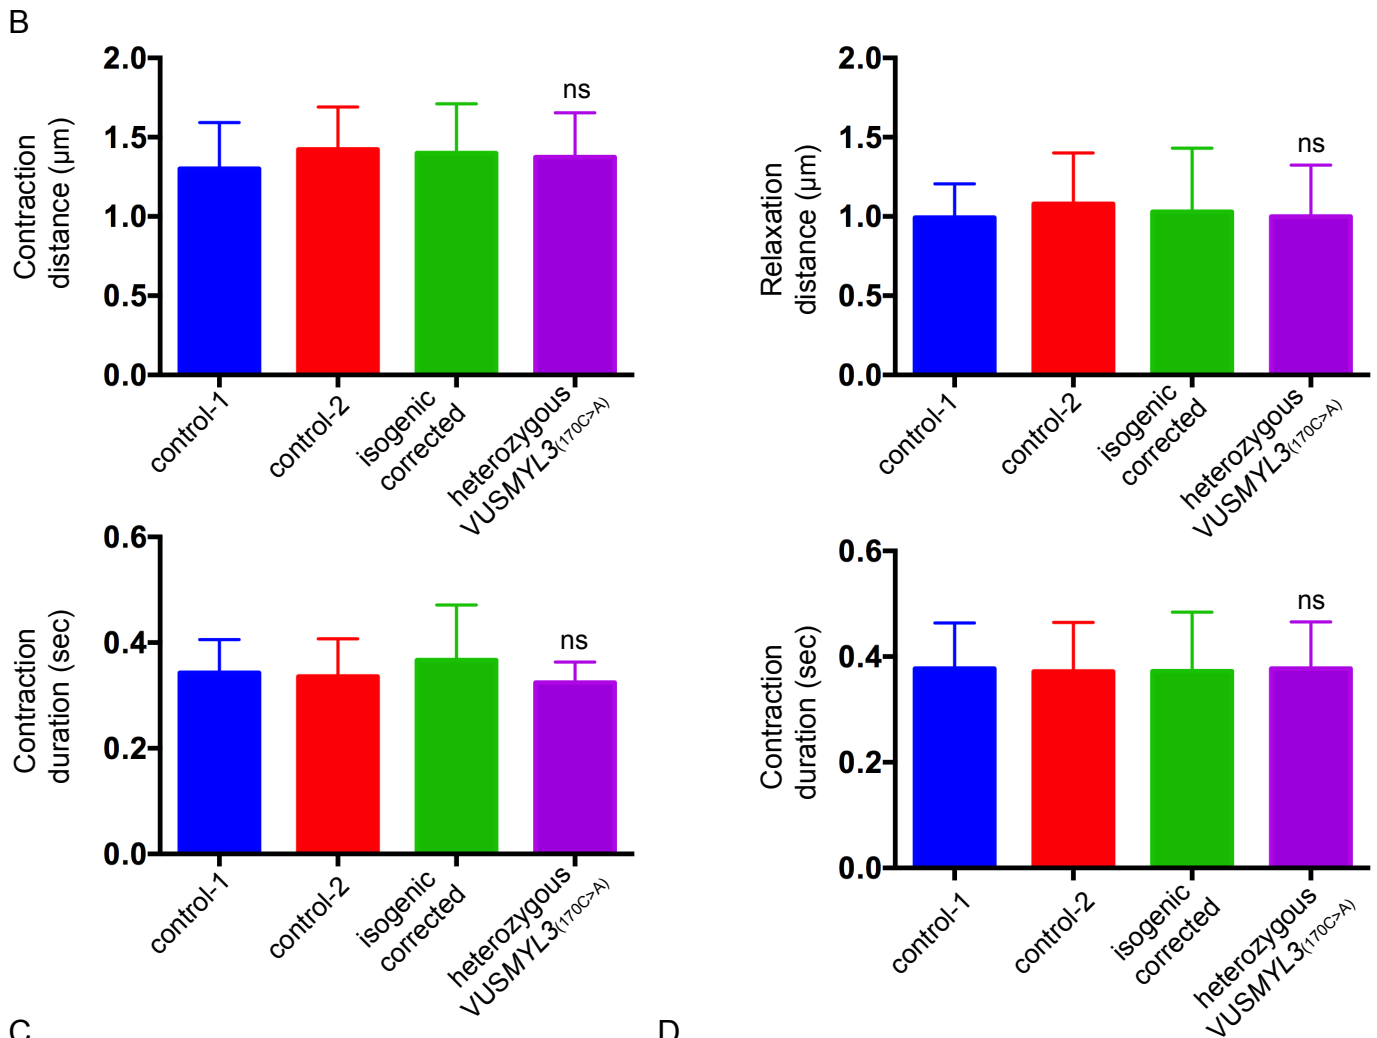 B
Contraction
distance (µm)
2.0
1.5
1.0
0.5
0.0
ns
control-1
control-2
isogenic
corrected
heterozygous
VUSMYL3(170C>A)
Relaxation
distance (µm)
2.0
1.5
1.0
0.5
0.0
ns
control-1
control-2
isogenic
corrected
heterozygous
VUSMYL3(170C>A)
Contraction
duration (sec)
0.6
0.4
0.2
0.0
ns
control-1
control-2
isogenic
corrected
heterozygous
VUSMYL3(170C>A)
Contraction
duration (sec)
0.6
0.4
0.2
0.0
ns
control-1
control-2
isogenic
corrected
heterozygous
VUSMYL3(170C>A)
C
D